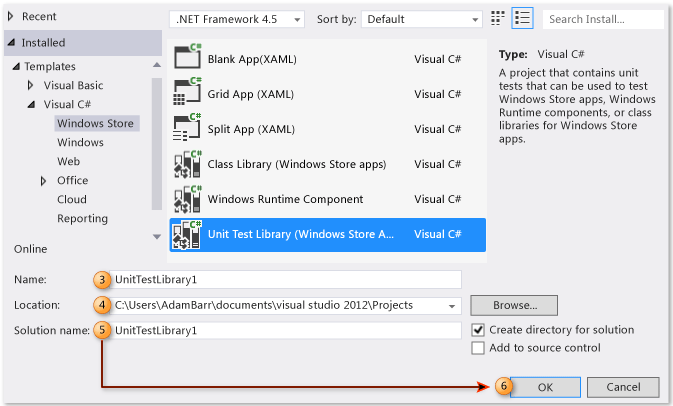 Recent
.NET Framework 4.5
Sort by:
Default
Search Install...
Installed
Templates
Visual Basic
Visual C#
Windows Store
Windows
Web
Office
Cloud
Reporting
Online
C# Blank App(XAML) Visual C#
C# Grid App (XAML) Visual C#
C# Split App (XAML) Visual C#
C# Class Library (Windows Store apps) Visual C#
C# Windows Runtime Component Visual C#
C# Unit Test Library (Windows Store A... Visual C#
Type: Visual C#
A project that contains unit
tests that can be used to test
Windows Store apps, Windows
Runtime components, or class
libraries for Windows Store
apps.
Name: 3 UnitTestLibrary1
Location: 4 C:\Users\AdamBarr\documents\visual studio 2012\Projects Browse...
Solution name: 5 UnitTestLibrary1
Create directory for solution
Add to source control
6 OK Cancel